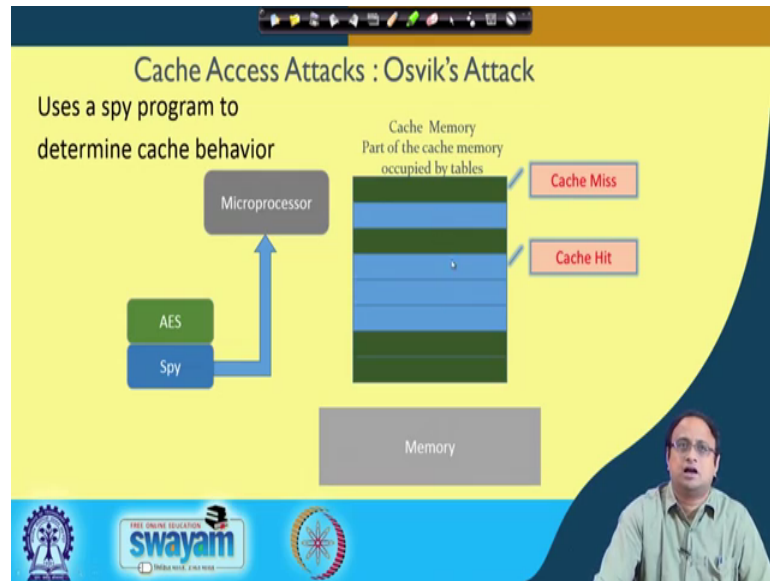 Cache Access Attacks : Osvik's Attack
Uses a spy program to
determine cache behavior
Cache Memory
Part of the cache memory
occupied by tables
Cache Miss
Microprocessor
Cache Hit
AES
Spy
Memory
FREE ONLINE EDUCATION
swayam